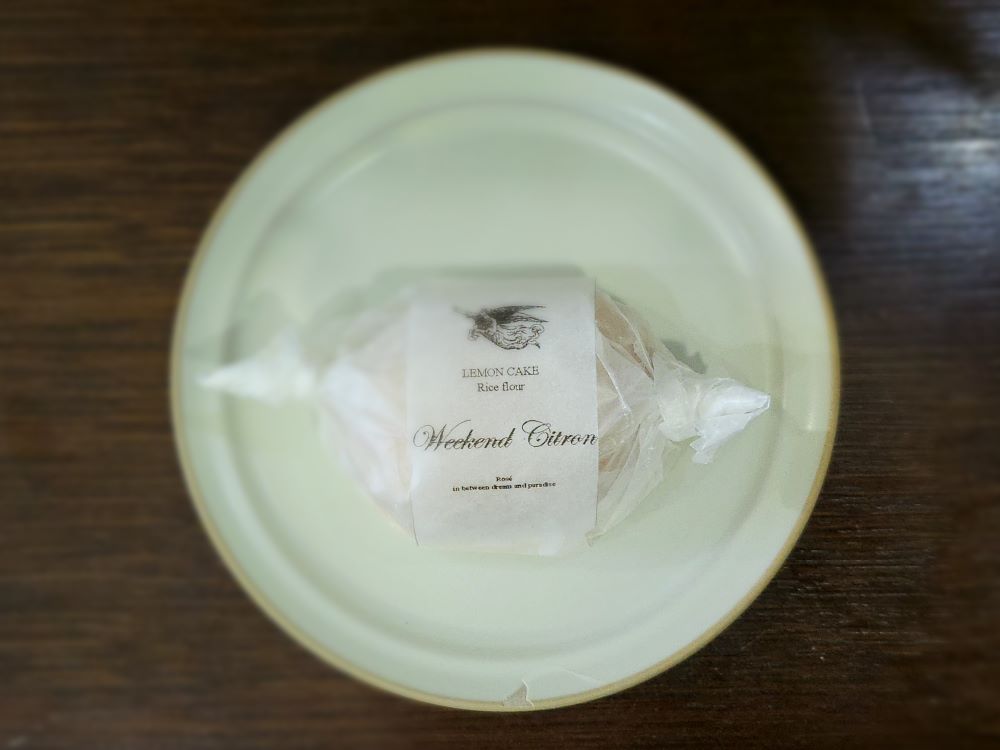 LEMON CAKE
Rice flour
Weekend Citron
Rosé
in between dream and paradise